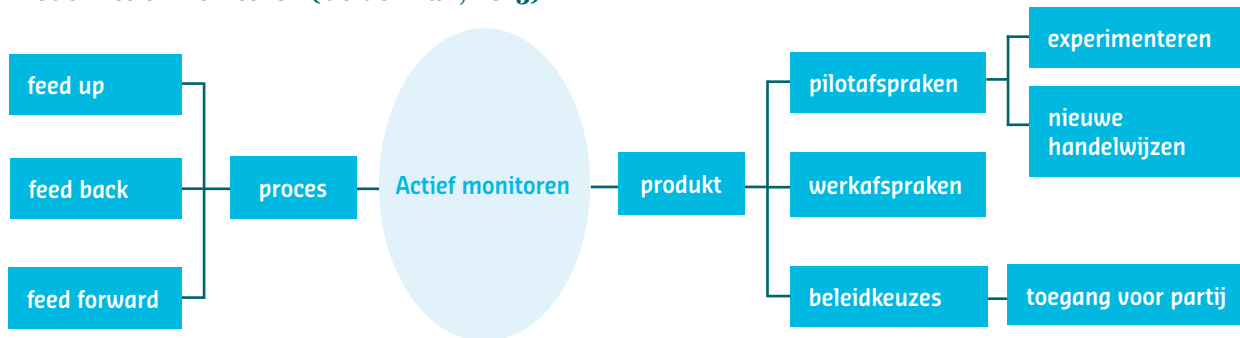 feed up
feed back
feed forward
proces
Actief monitoren
produkt
pilotafspraken
werkafspraken
beleidkeuzes
experimenteren
nieuwe
handelwijzen
toegang voor partij